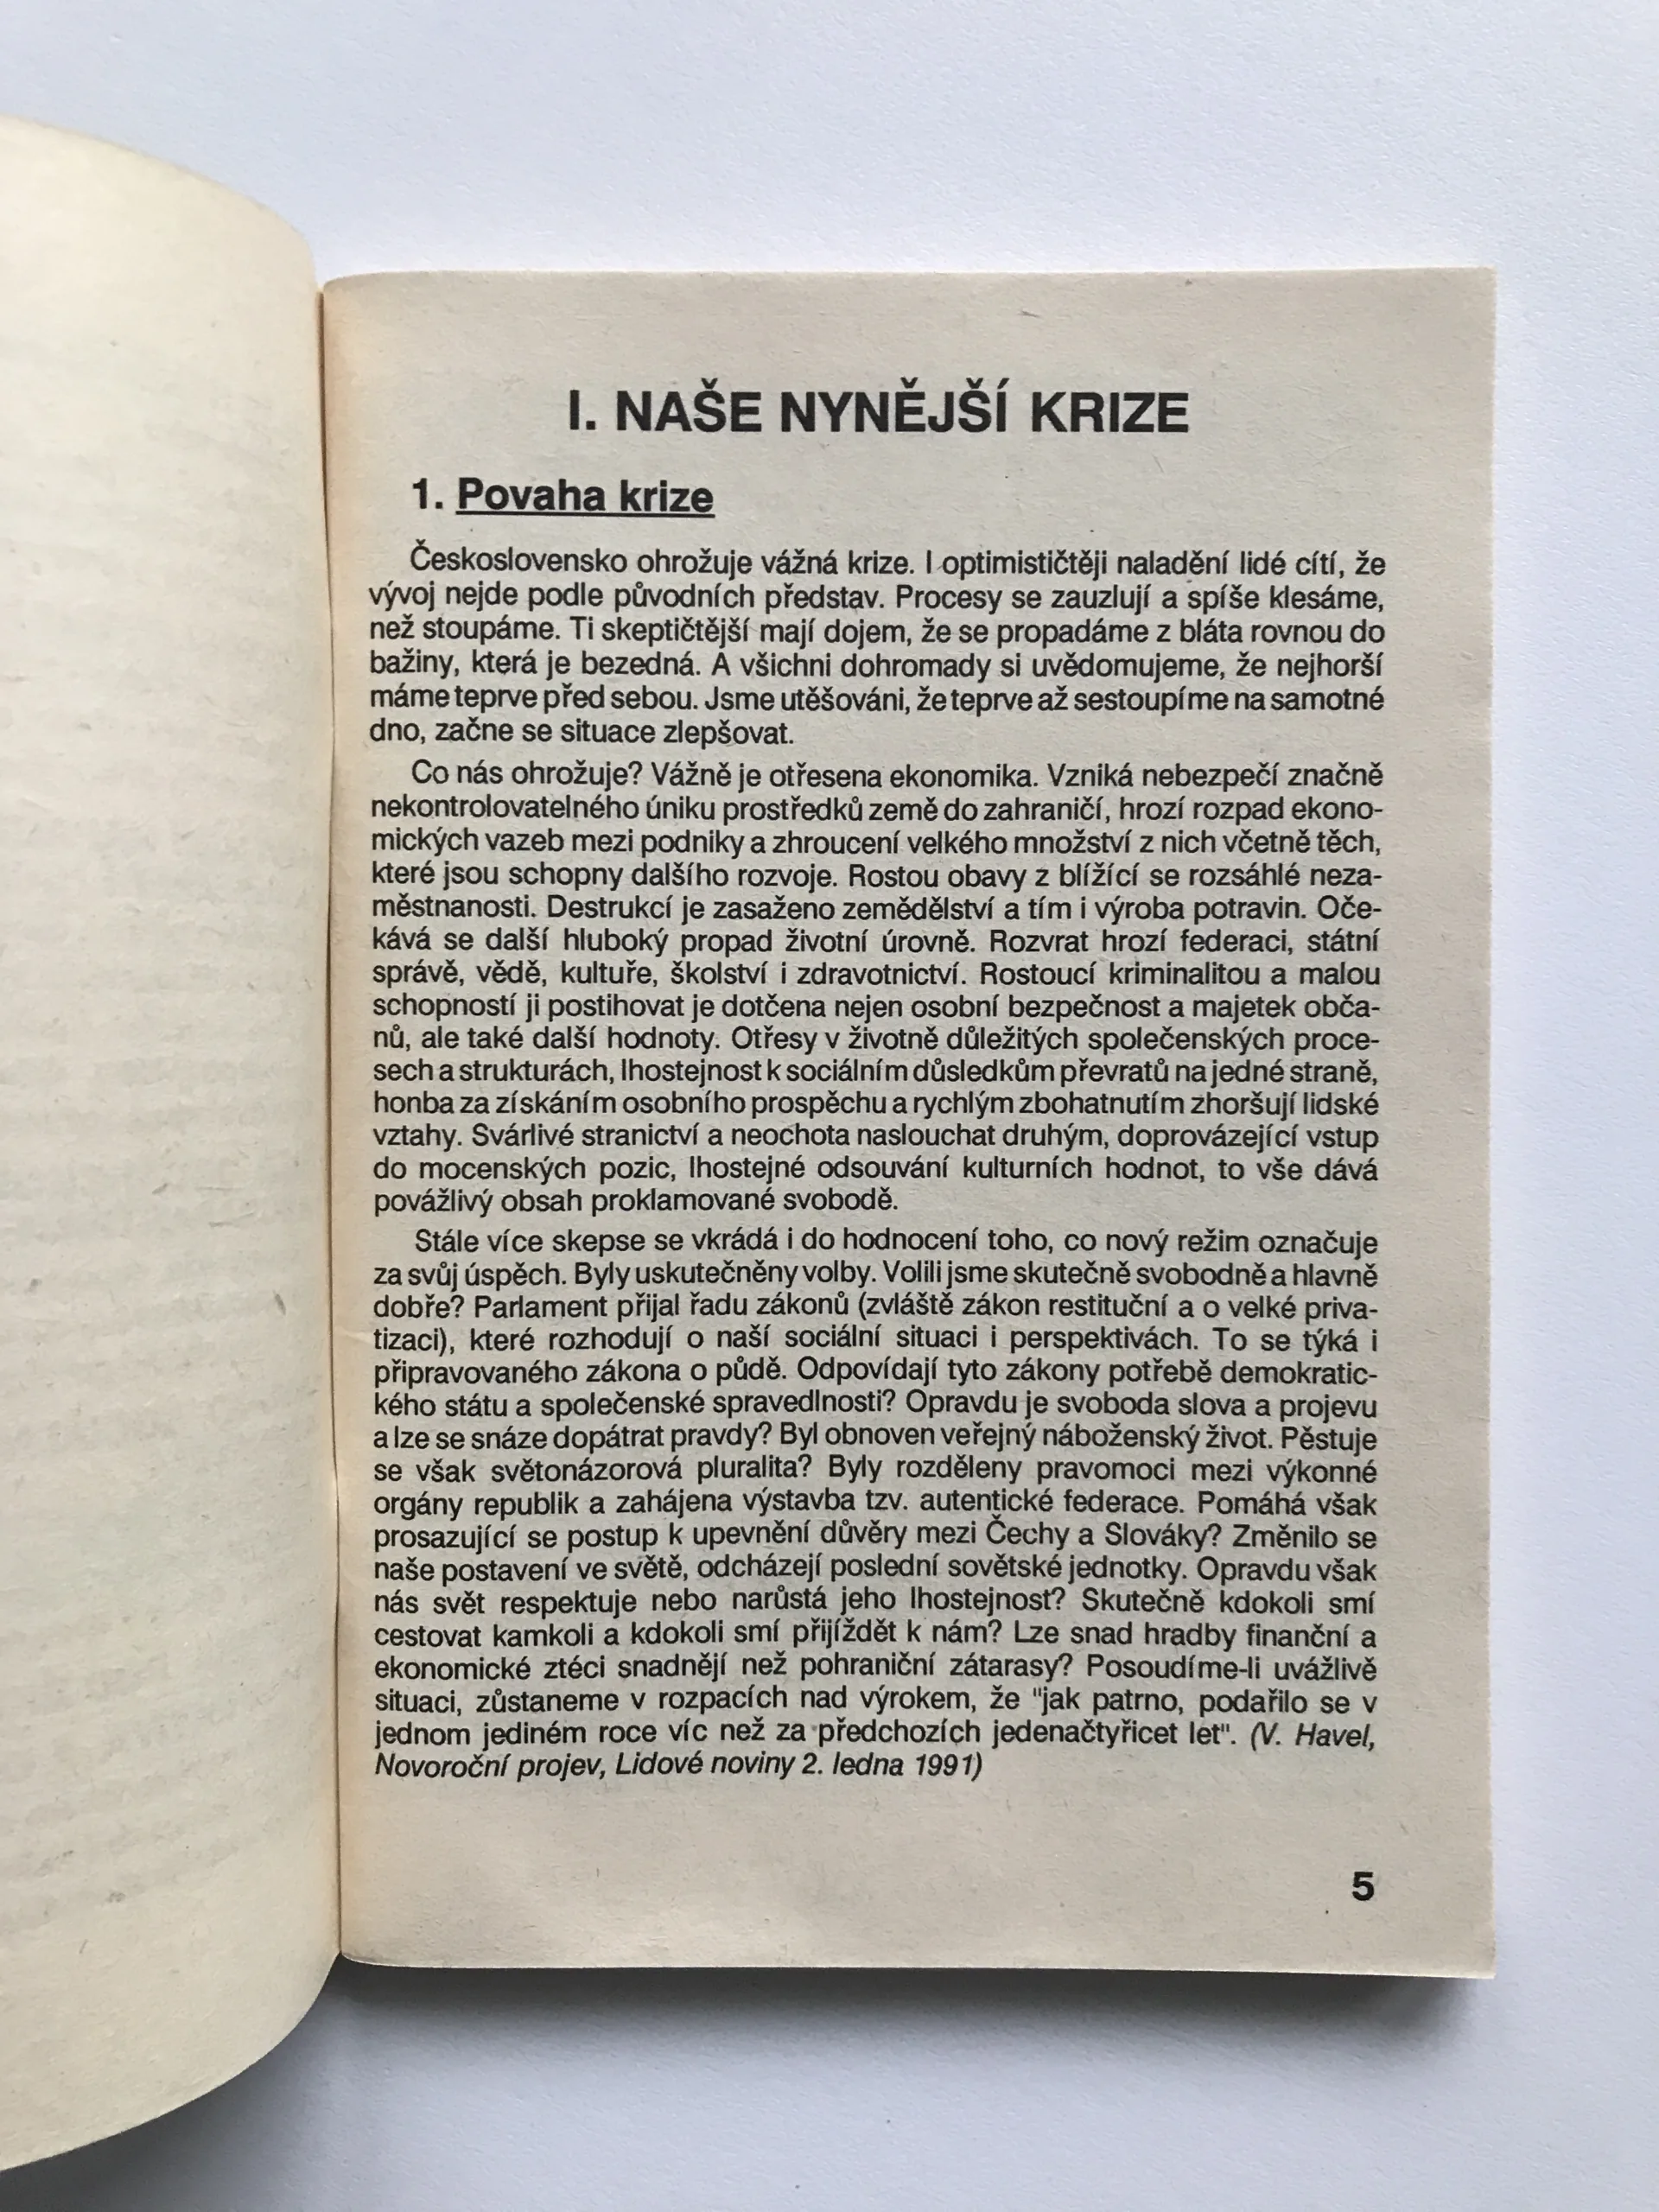 I. NAŠE NYNĚJŠÍ KRIZE
1. Povaha krize
Československo ohrožuje vážná krize. I optimističtěji naladění lidé cítí, že
vývoj nejde podle původních představ. Procesy se zauzlují a spíše klesáme,
než stoupáme. Ti skeptičtější mají dojem, že se propadáme z bláta rovnou do
bažiny, která je bezedná. A všichni dohromady si uvědomujeme, že nejhorší
máme teprve před sebou. Jsme utěšováni, že teprve až sestoupíme na samotné
dno, začne se situace zlepšovat.
Co nás ohrožuje? Vážně je otřesena ekonomika. Vzniká nebezpečí značně
nekontrolovatelného úniku prostředků země do zahraničí, hrozí rozpad ekono-
mických vazeb mezi podniky a zhroucení velkého množství z nich včetně těch,
které jsou schopny dalšího rozvoje. Rostou obavy z blížící se rozsáhlé neza-
městnanosti. Destrukcí je zasaženo zemědělství a tím i výroba potravin. Oče-
kává se další hluboký propad životní úrovně. Rozvrat hrozí federaci, státní
správě, vědě, kultuře, školství i zdravotnictví. Rostoucí kriminalitou a malou
schopností ji postihovat je dotčena nejen osobní bezpečnost a majetek obča-
nů, ale také další hodnoty. Otřesy v životně důležitých společenských proce-
sech a strukturách, lhostejnost k sociálním důsledkům převratů na jedné straně,
honba za získáním osobního prospěchu a rychlým zbohatnutím zhoršují lidské
vztahy. Svárlivé stranictví a neochota naslouchat druhým, doprovázející vstup
do mocenských pozic, lhostejné odsouvání kulturních hodnot, to vše dává
povážlivý obsah proklamované svobodě.
Stále více skepse se vkrádá i do hodnocení toho, co nový režim označuje
za svůj úspěch. Byly uskutečněny volby. Volili jsme skutečně svobodně a hlavně
dobře? Parlament přijal řadu zákonů (zvláště zákon restituční a o velké priva-
tizaci), které rozhodují o naší sociální situaci i perspektivách. To se týká i
připravovaného zákona o půdě. Odpovídají tyto zákony potřebě demokratic-
kého státu a společenské spravedlnosti? Opravdu je svoboda slova a projevu
a lze se snáze dopátrat pravdy? Byl obnoven veřejný náboženský život. Pěstuje
se však světonázorová pluralita? Byly rozděleny pravomoci mezi výkonné
orgány republik a zahájena výstavba tzv. autentické federace. Pomáhá však
prosazující se postup k upevnění důvěry mezi Čechy a Slováky? Změnilo se
naše postavení ve světě, odcházejí poslední sovětské jednotky. Opravdu však
nás svět respektuje nebo narůstá jeho lhostejnost? Skutečně kdokoli smí
cestovat kamkoli a kdokoli smí přijíždět k nám? Lze snad hradby finanční a
ekonomické ztéci snadněji než pohraniční zátarasy? Posoudíme-li uvážlivě
situaci, zůstaneme v rozpacích nad výrokem, že "jak patrno, podařilo se v
jednom jediném roce víc než za předchozích jedenačtyřicet let". (V. Havel,
Novoroční projev, Lidové noviny 2. ledna 1991)
5